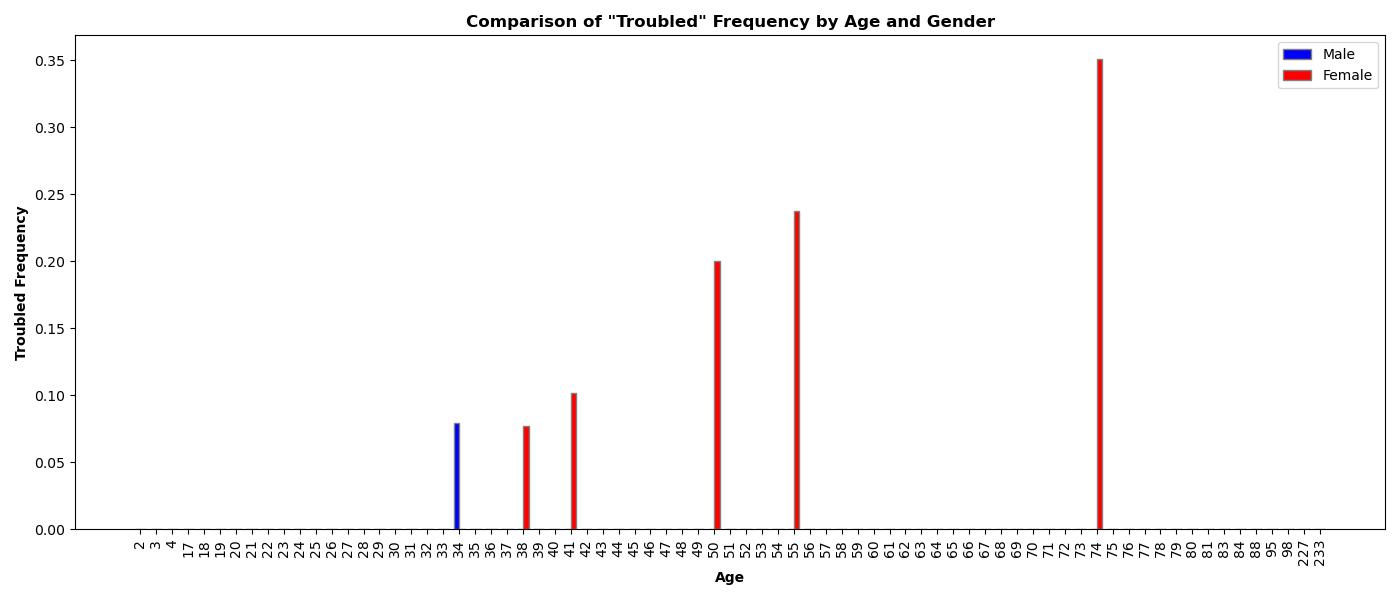 Comparison of "Troubled" Frequency by Age and Gender
Male
Female
Troubled Frequency
0.35
0.30
0.25
0.20
0.15
0.10
0.05
0.00
2 3 4 17 18 19 20 21 22 23 24 25 26 27 28 29 30 31 32 33 34 35 36 37 38 39 40 41 42 43 44 45 46 47 48 49 50 51 52 53 54 55 56 57 58 59 60 61 62 63 64 65 66 67 68 69 70 71 72 73 74 75 76 77 78 79 80 81 83 84 88 95 98 227 233
Age